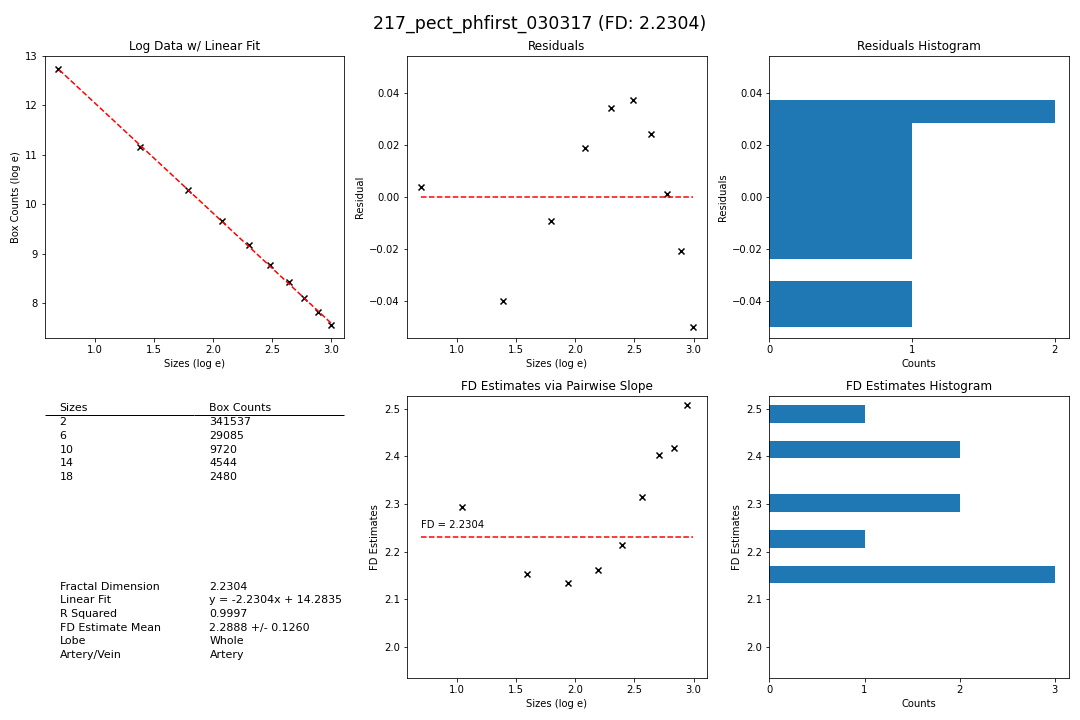 217_pect_phfirst_030317 (FD: 2.2304)
Log Data w/ Linear Fit
13
12
11
10
9
8
Box Counts (log e)
1.0 1.5 2.0 2.5 3.0
Sizes (log e)
Residuals
0.04
0.02
0.00
−0.02
−0.04
Residual
1.0 1.5 2.0 2.5 3.0
Sizes (log e)
Residuals Histogram
0.04
0.02
0.00
−0.02
−0.04
Residuals
0 1 2
Counts
Sizes Box Counts
2 341537
6 29085
10 9720
14 4544
18 2480
Fractal Dimension 2.2304
Linear Fit y = -2.2304x + 14.2835
R Squared 0.9997
FD Estimate Mean 2.2888 +/- 0.1260
Lobe Whole
Artery/Vein Artery
FD Estimates via Pairwise Slope
2.5
2.4
2.3
2.2
2.1
2.0
FD Estimates
FD = 2.2304
1.0 1.5 2.0 2.5 3.0
Sizes (log e)
FD Estimates Histogram
2.5
2.4
2.3
2.2
2.1
2.0
FD Estimates
0 1 2 3
Counts